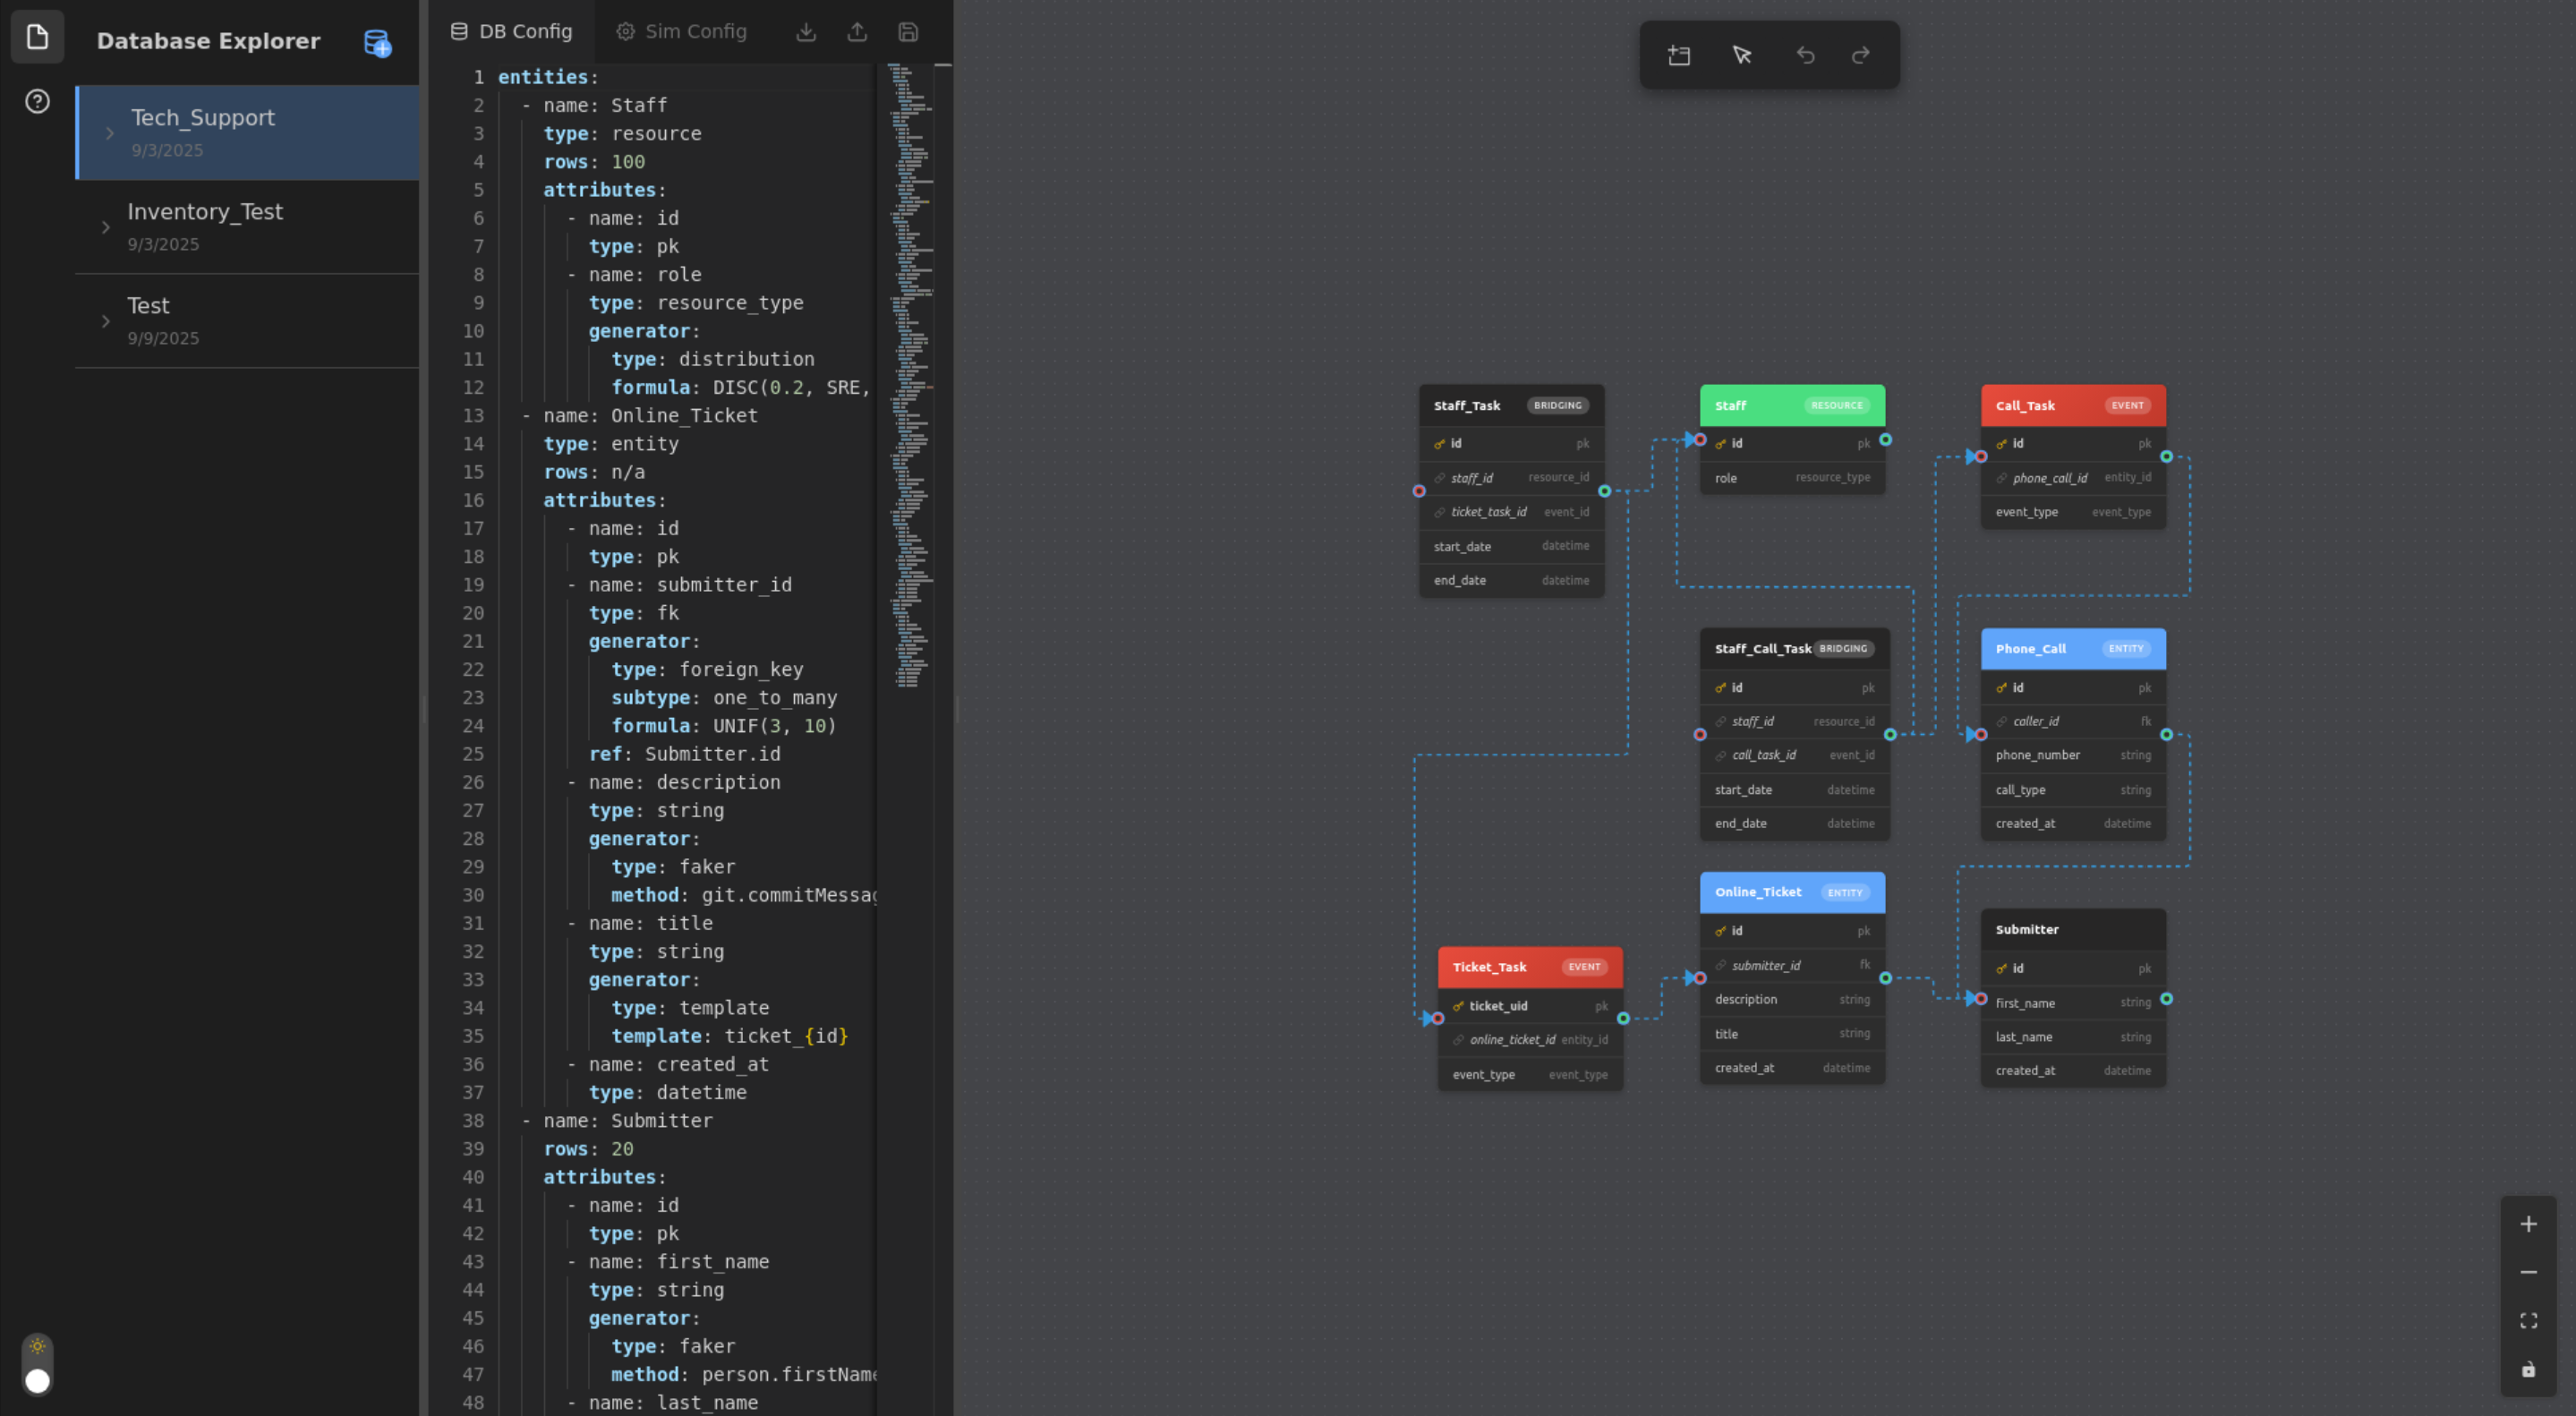 Database Explorer
Tech_Support
9/3/2025
Inventory_Test
9/3/2025
Test
9/9/2025
DB Config
Sim Config
1 entities:
2 - name: Staff
3 type: resource
4 rows: 100
5 attributes:
6 - name: id
7 type: pk
8 - name: role
9 type: resource_type
10 generator:
11 type: distribution
12 formula: DISC(0.2, SRE,
13 - name: Online_Ticket
14 type: entity
15 rows: n/a
16 attributes:
17 - name: id
18 type: pk
19 - name: submitter_id
20 type: fk
21 generator:
22 type: foreign_key
23 subtype: one_to_many
24 formula: UNIF(3, 10)
25 ref: Submitter.id
26 - name: description
27 type: string
28 generator:
29 type: faker
30 method: git.commitMessag
31 - name: title
32 type: string
33 generator:
34 type: template
35 template: ticket_{id}
36 - name: created_at
37 type: datetime
38 - name: Submitter
39 rows: 20
40 attributes:
41 - name: id
42 type: pk
43 - name: first_name
44 type: string
45 generator:
46 type: faker
47 method: person.firstName
48 - name: last_name
Staff_Task BRIDGING
id pk
staff_id resource_id
ticket_task_id event_id
start_date datetime
end_date datetime
Staff RESOURCE
id pk
role resource_type
Call_Task EVENT
id pk
phone_call_id entity_id
event_type event_type
Staff_Call_Task BRIDGING
id pk
staff_id resource_id
call_task_id event_id
start_date datetime
end_date datetime
Phone_Call ENTITY
id pk
caller_id fk
phone_number string
call_type string
created_at datetime
Ticket_Task EVENT
ticket_uid pk
online_ticket_id entity_id
event_type event_type
Online_Ticket ENTITY
id pk
submitter_id fk
description string
title string
created_at datetime
Submitter
id pk
first_name string
last_name string
created_at datetime